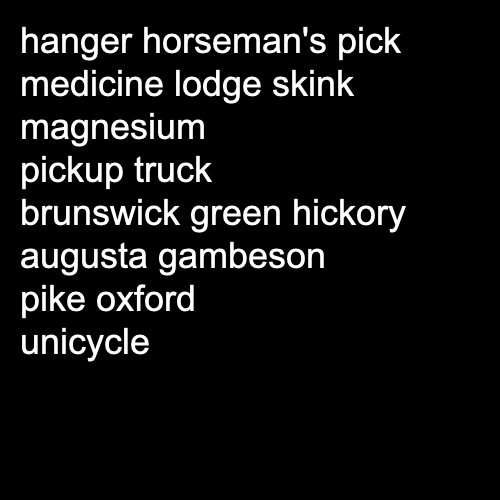 hanger horseman's pick
medicine lodge skink
magnesium
pickup truck
brunswick green hickory
augusta gambeson
pike oxford
unicycle